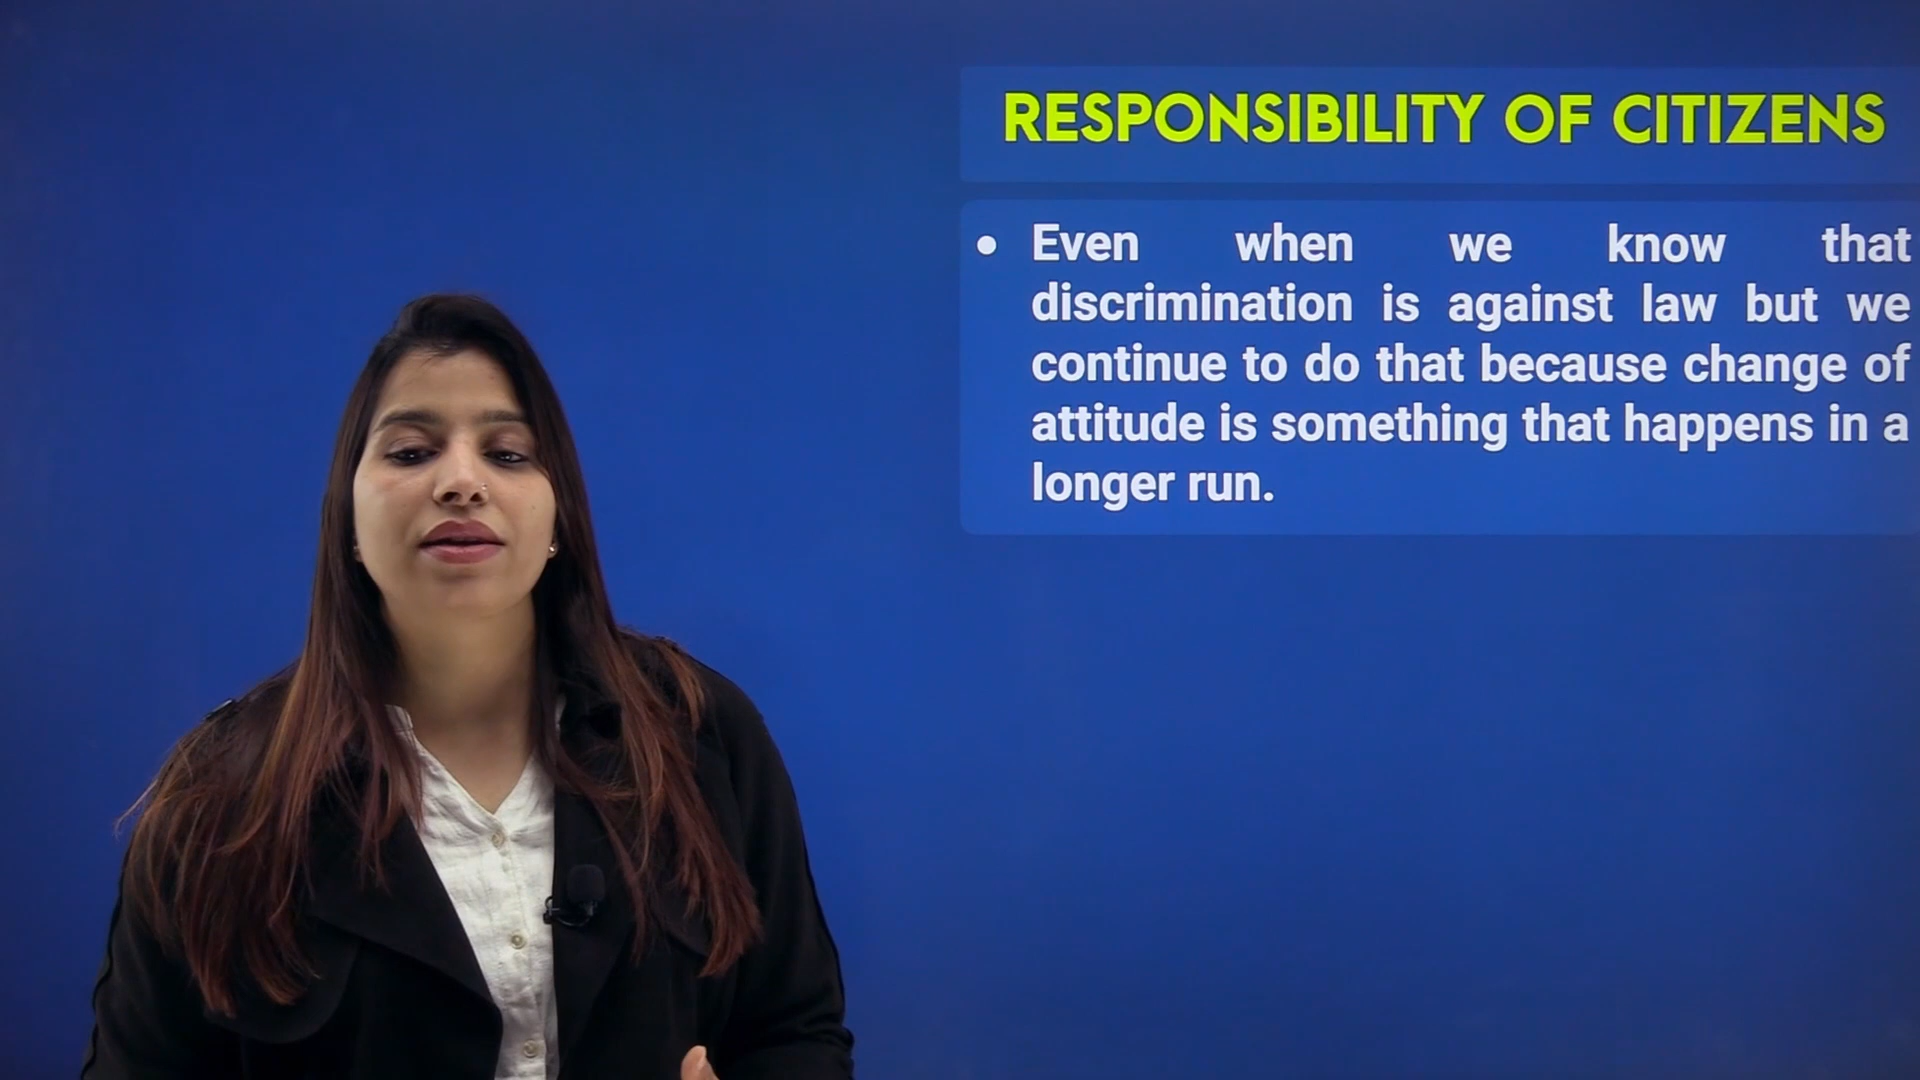 RESPONSIBILITY OF CITIZENS
• Even when we know that
discrimination is against law but we
continue to do that because change of
attitude is something that happens in a
longer run.